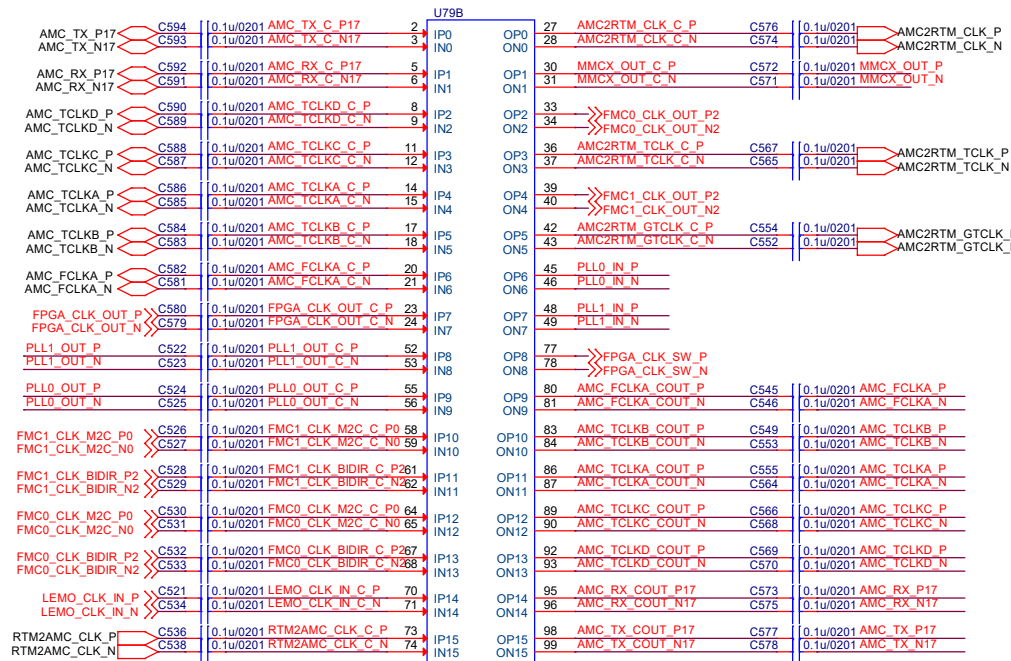 U79B
AMC_TX_P17 C594 0.1u/0201 AMC_TX_C_P17 2 IP0 OP0 27 AMC2RTM_CLK_C_P C576 0.1u/0201 AMC2RTM_CLK_P
AMC_TX_N17 C593 0.1u/0201 AMC_TX_C_N17 3 IN0 ON0 28 AMC2RTM_CLK_C_N C574 0.1u/0201 AMC2RTM_CLK_N
AMC_RX_P17 C592 0.1u/0201 AMC_RX_C_P17 5 IP1 OP1 30 MMCX_OUT_C_P C572 0.1u/0201 MMCX_OUT_P
AMC_RX_N17 C591 0.1u/0201 AMC_RX_C_N17 6 IN1 ON1 31 MMCX_OUT_C_N C571 0.1u/0201 MMCX_OUT_N
AMC_TCLKD_P C590 0.1u/0201 AMC_TCLKD_C_P 8 IP2 OP2 33 FMC0_CLK_OUT_P2
AMC_TCLKD_N C589 0.1u/0201 AMC_TCLKD_C_N 9 IN2 ON2 34 FMC0_CLK_OUT_N2
AMC_TCLKC_P C588 0.1u/0201 AMC_TCLKC_C_P 11 IP3 OP3 36 AMC2RTM_TCLK_C_P C567 0.1u/0201 AMC2RTM_TCLK_P
AMC_TCLKC_N C587 0.1u/0201 AMC_TCLKC_C_N 12 IN3 ON3 37 AMC2RTM_TCLK_C_N C565 0.1u/0201 AMC2RTM_TCLK_N
AMC_TCLKA_P C586 0.1u/0201 AMC_TCLKA_C_P 14 IP4 OP4 39 FMC1_CLK_OUT_P2
AMC_TCLKA_N C585 0.1u/0201 AMC_TCLKA_C_N 15 IN4 ON4 40 FMC1_CLK_OUT_N2
AMC_TCLKB_P C584 0.1u/0201 AMC_TCLKB_C_P 17 IP5 OP5 42 AMC2RTM_GTCLK_C_P C554 0.1u/0201 AMC2RTM_GTCLK_
AMC_TCLKB_N C583 0.1u/0201 AMC_TCLKB_C_N 18 IN5 ON5 43 AMC2RTM_GTCLK_C_N C552 0.1u/0201 AMC2RTM_GTCLK_
AMC_FCLKA_P C582 0.1u/0201 AMC_FCLKA_C_P 20 IP6 OP6 45 PLL0_IN_P
AMC_FCLKA_N C581 0.1u/0201 AMC_FCLKA_C_N 21 IN6 ON6 46 PLL0_IN_N
FPGA_CLK_OUT_P C580 0.1u/0201 FPGA_CLK_OUT_C_P 23 IP7 OP7 48 PLL1_IN_P
FPGA_CLK_OUT_N C579 0.1u/0201 FPGA_CLK_OUT_C_N 24 IN7 ON7 49 PLL1_IN_N
PLL1_OUT_P C522 0.1u/0201 PLL1_OUT_C_P 52 IP8 OP8 77 FPGA_CLK_SW_P
PLL1_OUT_N C523 0.1u/0201 PLL1_OUT_C_N 53 IN8 ON8 78 FPGA_CLK_SW_N
PLL0_OUT_P C524 0.1u/0201 PLL0_OUT_C_P 55 IP9 OP9 80 AMC_FCLKA_COUT_P C545 0.1u/0201 AMC_FCLKA_P
PLL0_OUT_N C525 0.1u/0201 PLL0_OUT_C_N 56 IN9 ON9 81 AMC_FCLKA_COUT_N C546 0.1u/0201 AMC_FCLKA_N
FMC1_CLK_M2C_P0 C526 0.1u/0201 FMC1_CLK_M2C_C_P0 58 IP10 OP10 83 AMC_TCLKB_COUT_P C549 0.1u/0201 AMC_TCLKB_P
FMC1_CLK_M2C_N0 C527 0.1u/0201 FMC1_CLK_M2C_C_N0 59 IN10 ON10 84 AMC_TCLKB_COUT_N C553 0.1u/0201 AMC_TCLKB_N
FMC1_CLK_BIDIR_P2 C528 0.1u/0201 FMC1_CLK_BIDIR_C_P2 61 IP11 OP11 86 AMC_TCLKA_COUT_P C555 0.1u/0201 AMC_TCLKA_P
FMC1_CLK_BIDIR_N2 C529 0.1u/0201 FMC1_CLK_BIDIR_C_N2 62 IN11 ON11 87 AMC_TCLKA_COUT_N C564 0.1u/0201 AMC_TCLKA_N
FMC0_CLK_M2C_P0 C530 0.1u/0201 FMC0_CLK_M2C_C_P0 64 IP12 OP12 89 AMC_TCLKC_COUT_P C566 0.1u/0201 AMC_TCLKC_P
FMC0_CLK_M2C_N0 C531 0.1u/0201 FMC0_CLK_M2C_C_N0 65 IN12 ON12 90 AMC_TCLKC_COUT_N C568 0.1u/0201 AMC_TCLKC_N
FMC0_CLK_BIDIR_P2 C532 0.1u/0201 FMC0_CLK_BIDIR_C_P2 67 IP13 OP13 92 AMC_TCLKD_COUT_P C569 0.1u/0201 AMC_TCLKD_P
FMC0_CLK_BIDIR_N2 C533 0.1u/0201 FMC0_CLK_BIDIR_C_N2 68 IN13 ON13 93 AMC_TCLKD_COUT_N C570 0.1u/0201 AMC_TCLKD_N
LEMO_CLK_IN_P C521 0.1u/0201 LEMO_CLK_IN_C_P 70 IP14 OP14 95 AMC_RX_COUT_P17 C573 0.1u/0201 AMC_RX_P17
LEMO_CLK_IN_N C534 0.1u/0201 LEMO_CLK_IN_C_N 71 IN14 ON14 96 AMC_RX_COUT_N17 C575 0.1u/0201 AMC_RX_N17
RTM2AMC_CLK_P C536 0.1u/0201 RTM2AMC_CLK_C_P 73 IP15 OP15 98 AMC_TX_COUT_P17 C577 0.1u/0201 AMC_TX_P17
RTM2AMC_CLK_N C538 0.1u/0201 RTM2AMC_CLK_C_N 74 IN15 ON15 99 AMC_TX_COUT_N17 C578 0.1u/0201 AMC_TX_N17